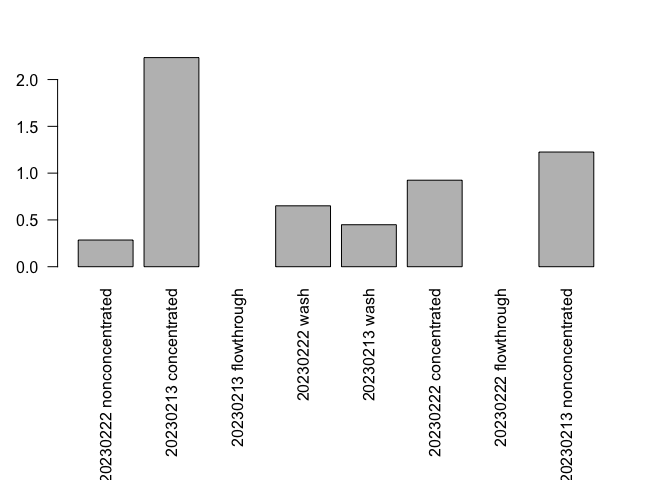 2.0
1.5
1.0
0.5
0.0
20230222 nonconcentrated
20230213 concentrated
20230213 flowthrough
20230222 wash
20230213 wash
20230222 concentrated
20230222 flowthrough
20230213 nonconcentrated